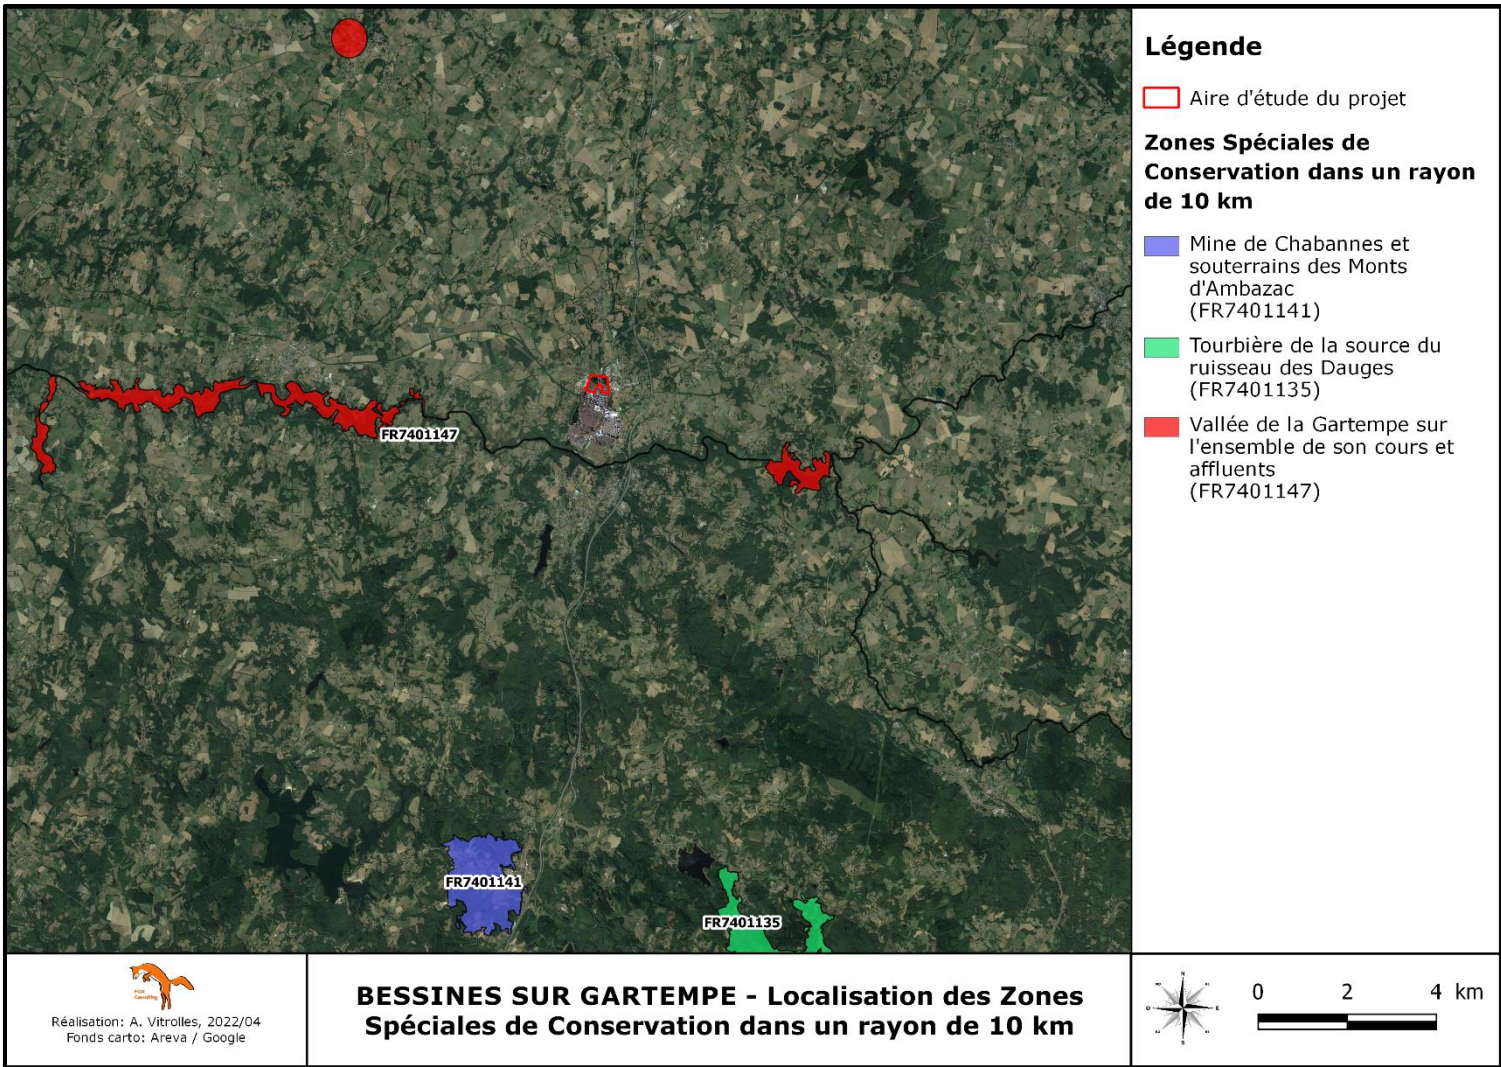 Légende
Aire d'étude du projet
Zones Spéciales de
Conservation dans un rayon
de 10 km
Mine de Chabannes et
souterrains des Monts
d'Ambazac
(FR7401141)
Tourbière de la source du
ruisseau des Dauges
(FR7401135)
Vallée de la Gartempe sur
l'ensemble de son cours et
affluents
(FR7401147)
FR7401147
FR7401141
FR7401135
FOX
Consulting
Réalisation: A. Vitrolles, 2022/04
Fonds carto: Areva / Google
BESSINES SUR GARTEMPE - Localisation des Zones
Spéciales de Conservation dans un rayon de 10 km
N
O
E
S
0 2 4 km